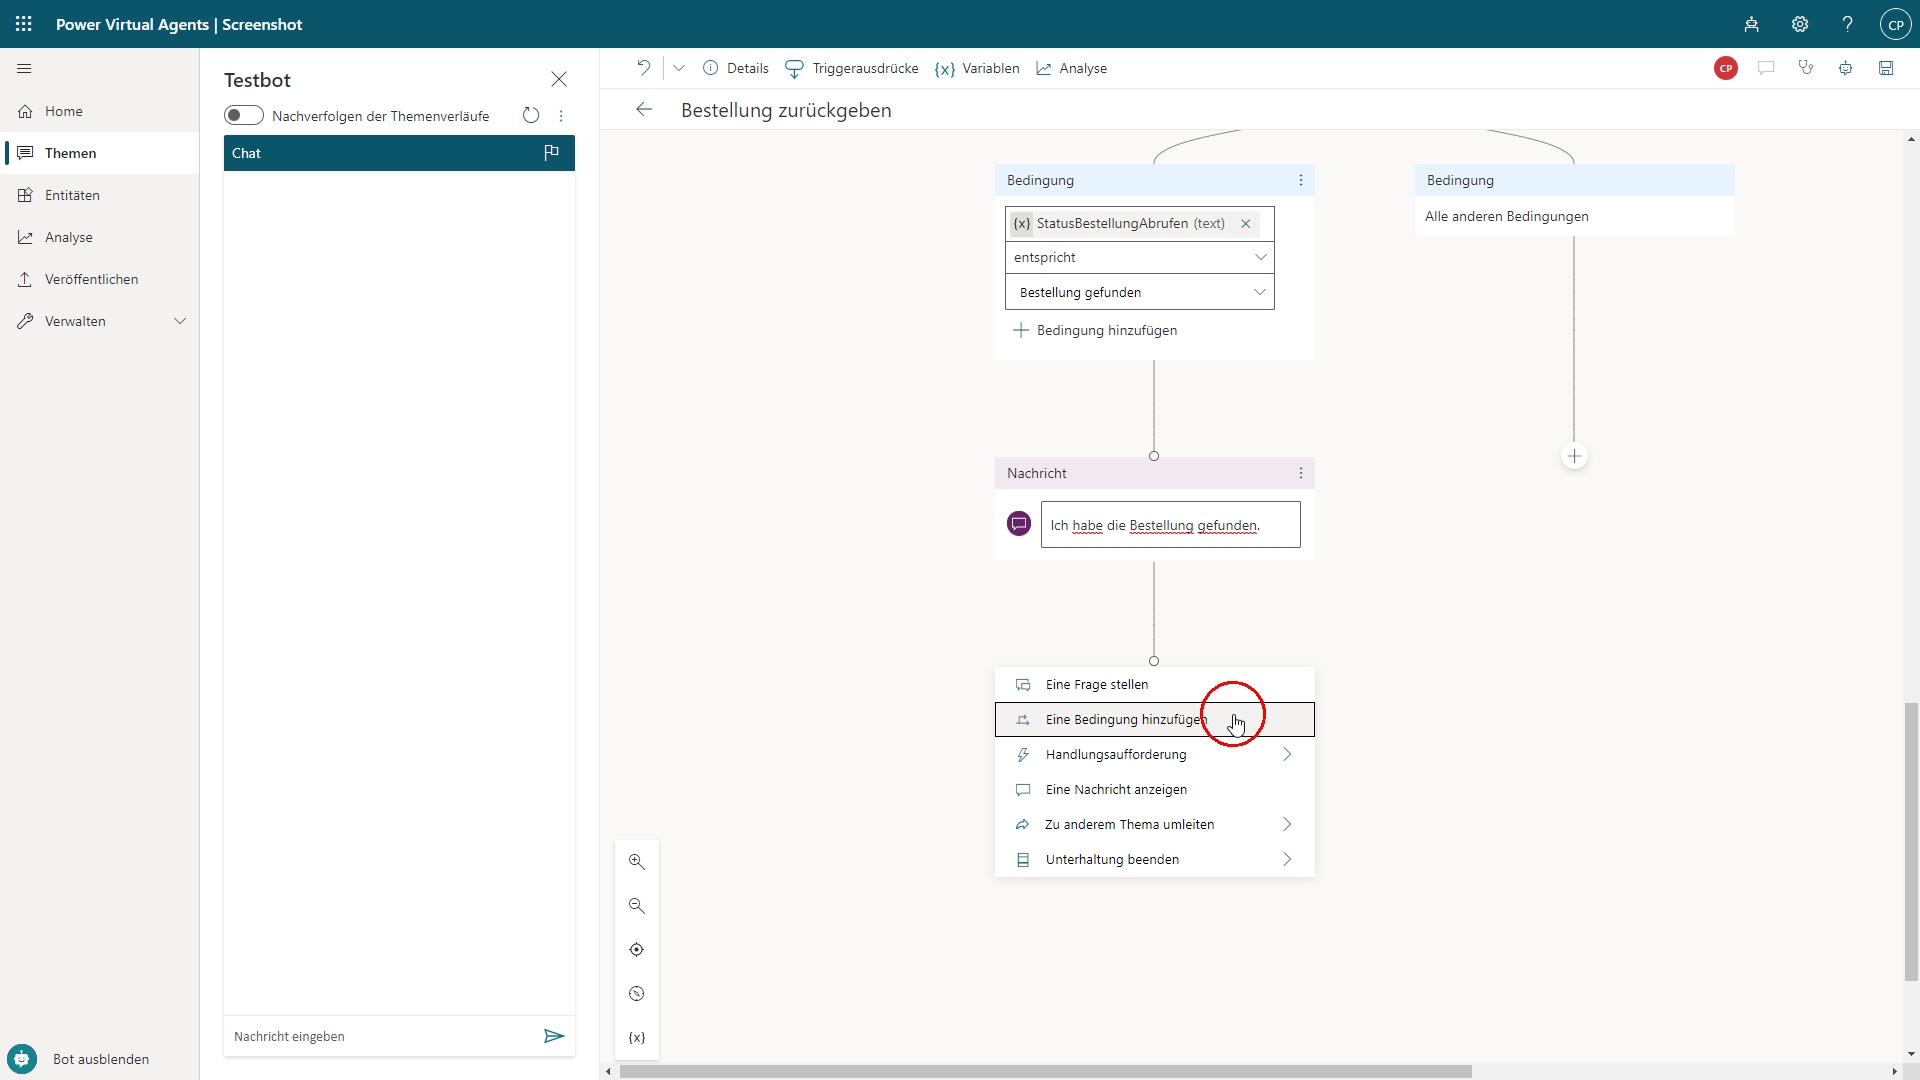 Power Virtual Agents | Screenshot
CP
Home
Themen
Entitäten
Analyse
Veröffentlichen
Verwalten
Bot ausblenden
Testbot
Nachverfolgen der Themenverläufe
Chat
Nachricht eingeben
Details
Triggerausdrücke
{x} Variablen
Analyse
CP
Bestellung zurückgeben
Bedingung
{x} StatusBestellungAbrufen (text)
entspricht
Bestellung gefunden
Bedingung hinzufügen
Bedingung
Alle anderen Bedingungen
Nachricht
Ich habe die Bestellung gefunden.
Eine Frage stellen
Eine Bedingung hinzufügen
Handlungsaufforderung
Eine Nachricht anzeigen
Zu anderem Thema umleiten
Unterhaltung beenden
{x}